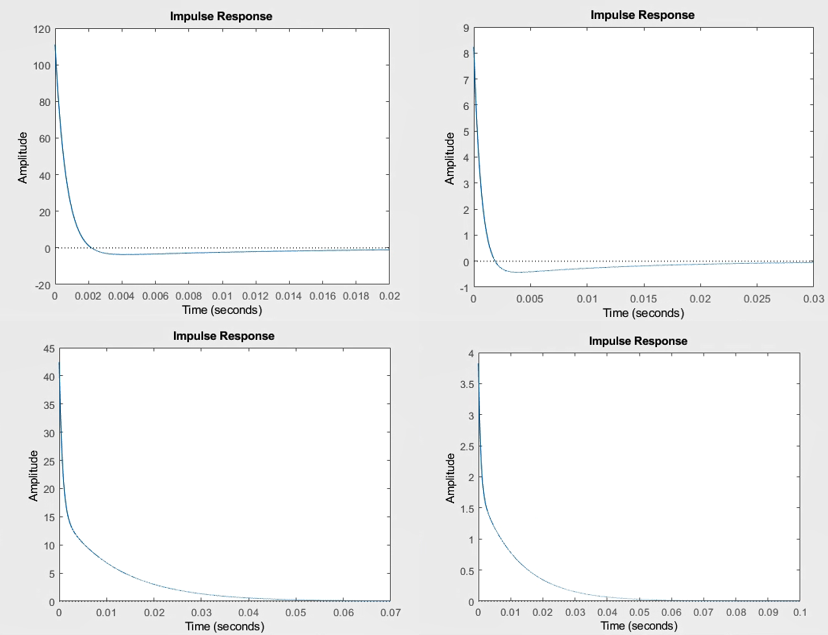 Impulse Response
120
100
80
60
40
20
0
-20
Amplitude
0 0.002 0.004 0.006 0.008 0.01 0.012 0.014 0.016 0.018 0.02
Time (seconds)
Impulse Response
9
8
7
6
5
4
3
2
1
0
-1
Amplitude
0 0.005 0.01 0.015 0.02 0.025 0.03
Time (seconds)
Impulse Response
45
40
35
30
25
20
15
10
5
0
Amplitude
0 0.01 0.02 0.03 0.04 0.05 0.06 0.07
Time (seconds)
Impulse Response
4
3.5
3
2.5
2
1.5
1
0.5
0
Amplitude
0 0.01 0.02 0.03 0.04 0.05 0.06 0.07 0.08 0.09 0.1
Time (seconds)